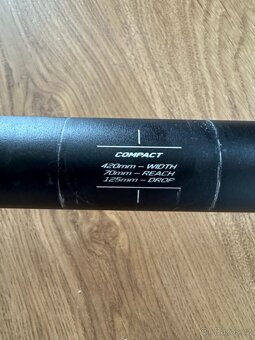 COMPACT
420mm – WIDTH
70mm – REACH
125mm – DROP